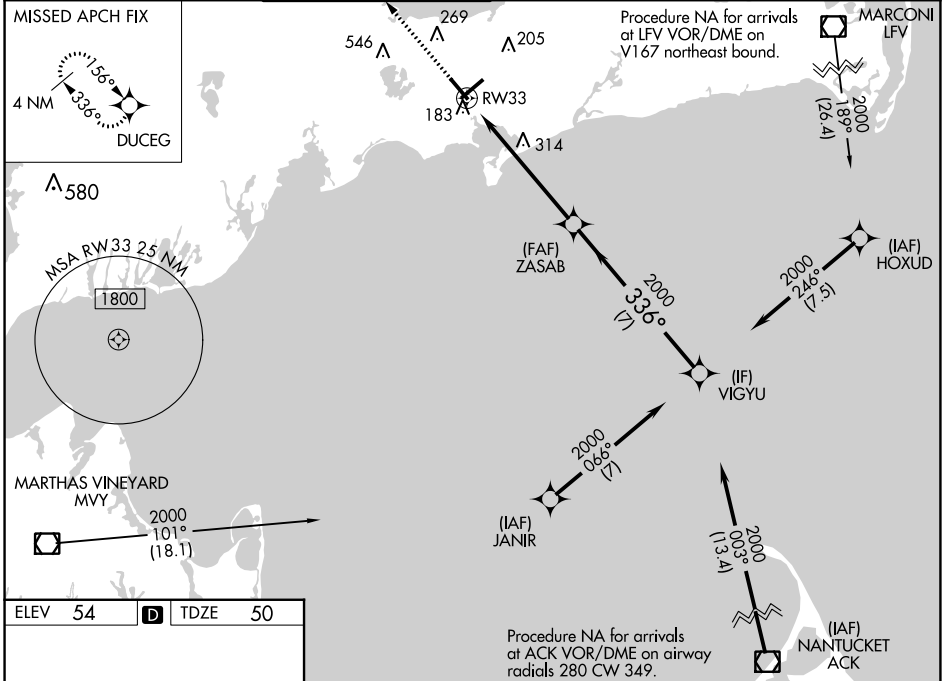 MISSED APCH FIX
156°
4 NM
336°
DUCEG
546
269
205
Procedure NA for arrivals
at LFV VOR/DME on
V167 northeast bound.
MARCONI
LFV
183
RW33
2000
189°
(26.4)
314
580
(FAF)
ZASAB
(IAF)
HOXUD
MSA RW33 25 NM
1800
2000
336°
(7)
2000
246°
(7.5)
(IF)
VIGYU
2000
066°
(7)
MARTHAS VINEYARD
MVY
2000
101°
(18.1)
(IAF)
JANIR
2000
003°
(13.4)
ELEV 54 D TDZE 50
Procedure NA for arrivals
at ACK VOR/DME on airway
radials 280 CW 349.
(IAF)
NANTUCKET
ACK